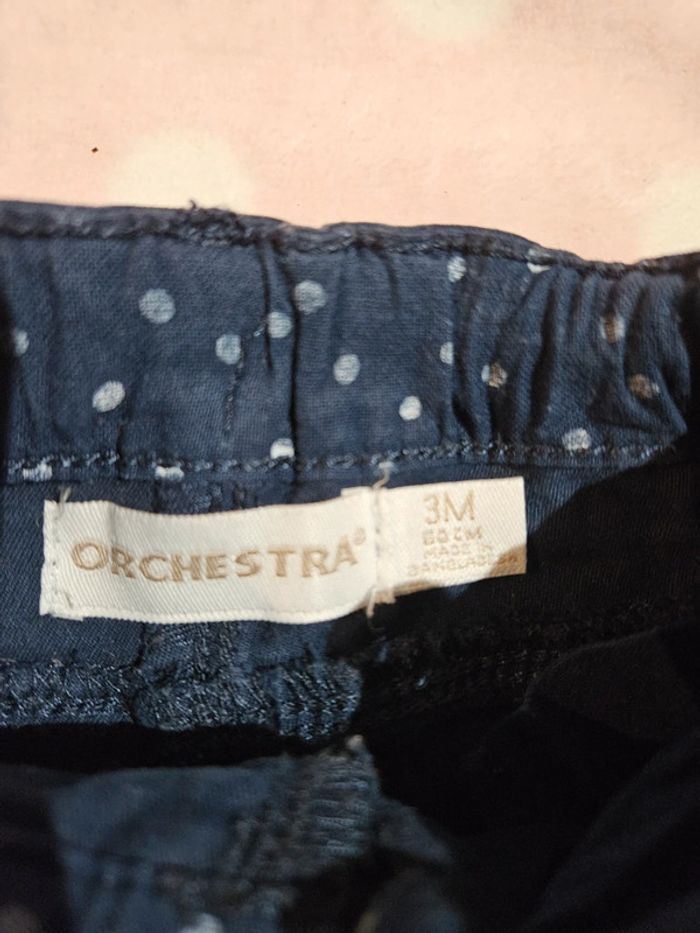 ORCHESTRA®
3M
60 CM
MADE IN
BANGLADESH